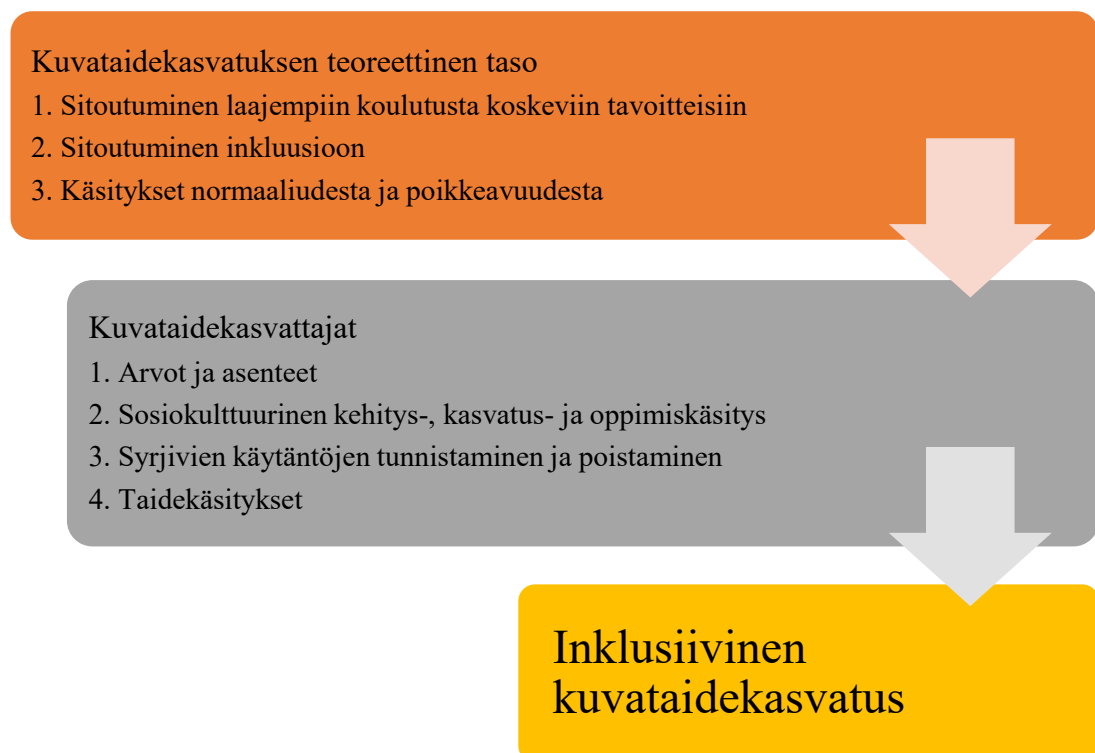 Kuvataidekasvatuksen teoreettinen taso
1. Sitoutuminen laajempiin koulutusta koskeviin tavoitteisiin
2. Sitoutuminen inkluusioon
3. Käsitykset normaaliudesta ja poikkeavuudesta
Kuvataidekasvattajat
1. Arvot ja asenteet
2. Sosiokulttuurinen kehitys-, kasvatus- ja oppimiskäsitys
3. Syrjivien käytäntöjen tunnistaminen ja poistaminen
4. Taidekäsitykset
Inklusiivinen
kuvataidekasvatus